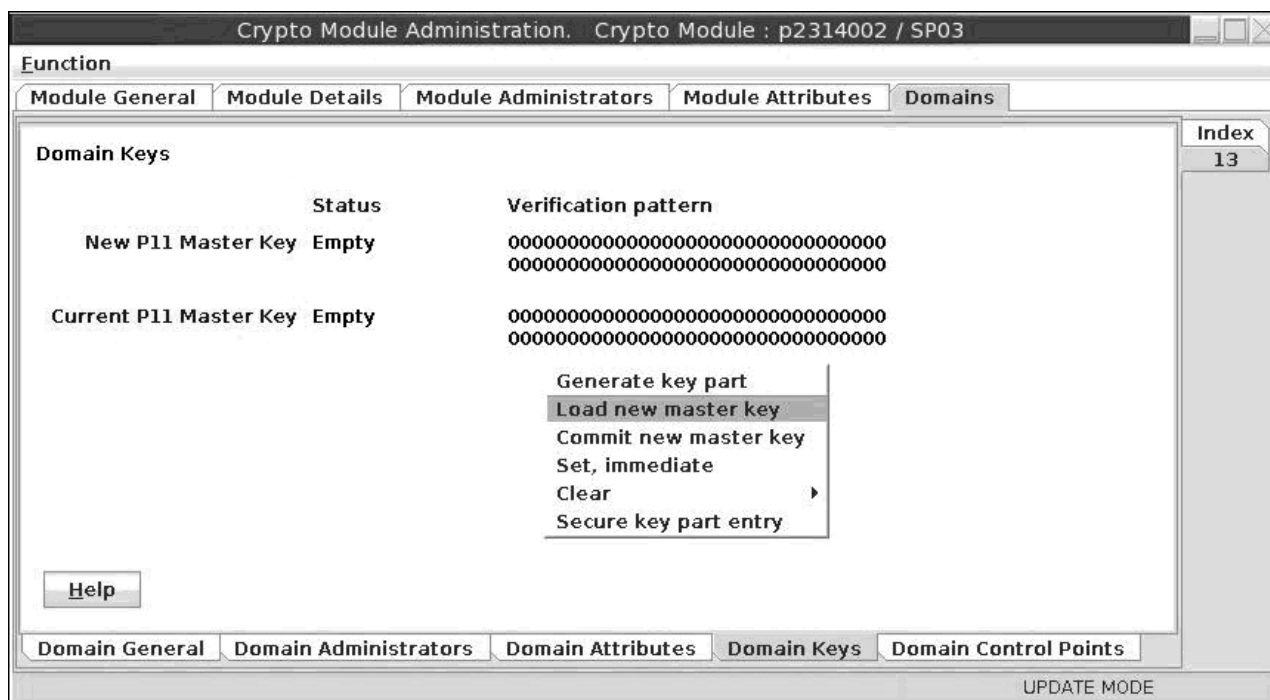 Crypto Module Administration.   Crypto Module : p2314002 / SP03
Function
Module General  Module Details  Module Administrators  Module Attributes  Domains
Index
13
Domain Keys
Status  Verification pattern
New P11 Master Key  Empty  00000000000000000000000000000000
00000000000000000000000000000000
Current P11 Master Key  Empty  00000000000000000000000000000000
00000000000000000000000000000000
Generate key part
Load new master key
Commit new master key
Set, immediate
Clear
Secure key part entry
Help
Domain General  Domain Administrators  Domain Attributes  Domain Keys  Domain Control Points
UPDATE MODE